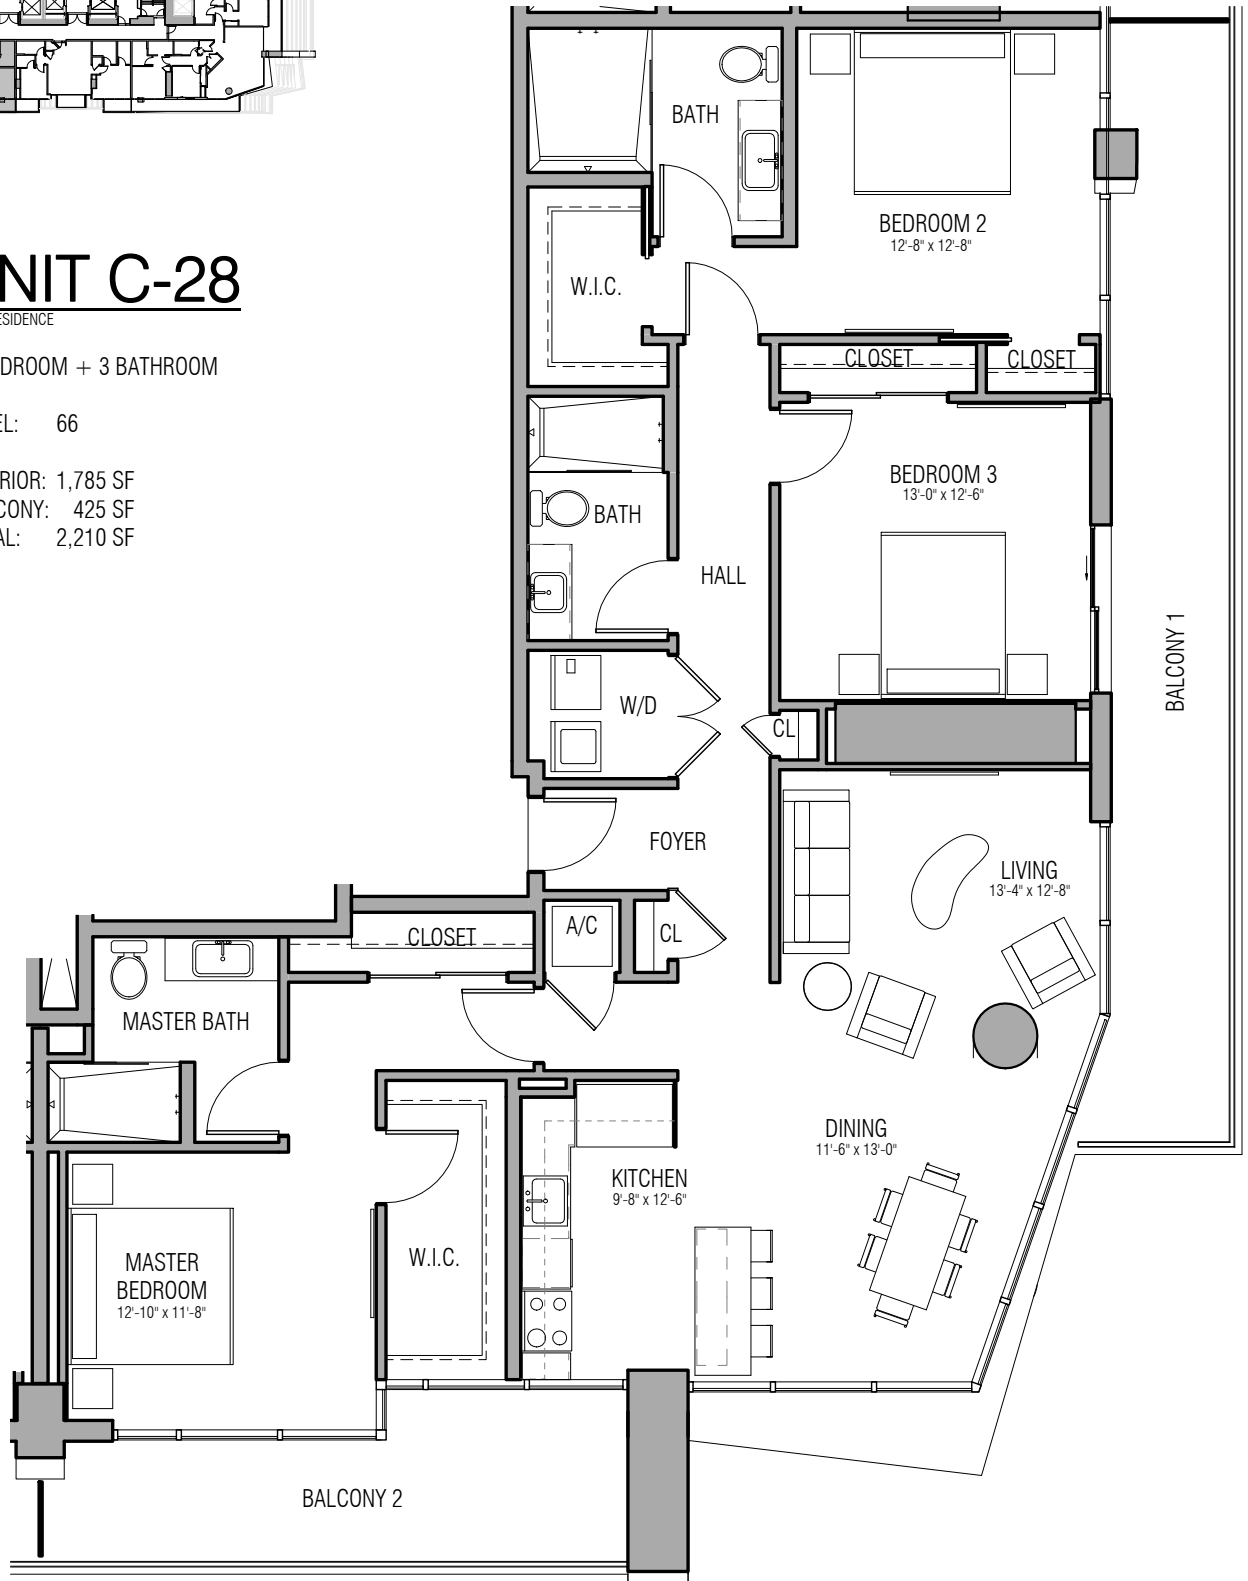 NIT C-28
ESIDENCE
DROOM + 3 BATHROOM
EL: 66
RIOR: 1,785 SF
CONY: 425 SF
AL: 2,210 SF
BATH
BEDROOM 2
12'-8" x 12'-8"
W.I.C.
CLOSET
CLOSET
BEDROOM 3
13'-0" x 12'-6"
BATH
HALL
BALCONY 1
W/D
CL
FOYER
LIVING
13'-4" x 12'-8"
A/C
CL
CLOSET
MASTER BATH
DINING
11'-6" x 13'-0"
KITCHEN
9'-8" x 12'-6"
W.I.C.
MASTER
BEDROOM
12'-10" x 11'-8"
BALCONY 2